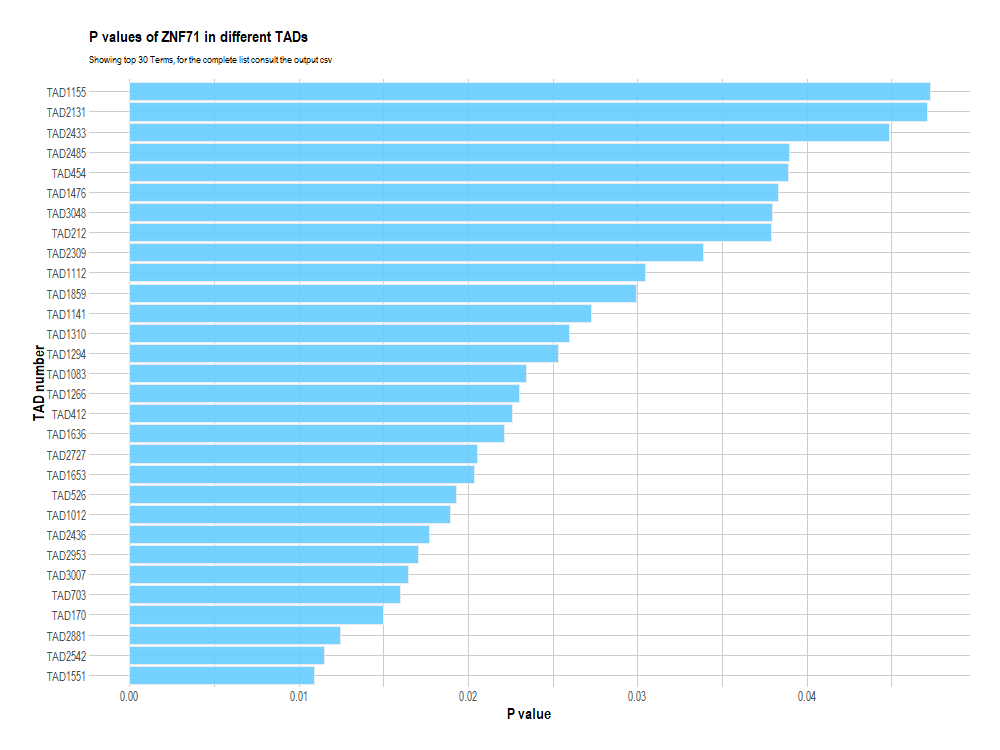 P values of ZNF71 in different TADs
Showing top 30 Terms, for the complete list consult the output csv
TAD number
TAD1155
TAD2131
TAD2433
TAD2485
TAD454
TAD1476
TAD3048
TAD212
TAD2309
TAD1112
TAD1859
TAD1141
TAD1310
TAD1294
TAD1083
TAD1266
TAD412
TAD1636
TAD2727
TAD1653
TAD526
TAD1012
TAD2436
TAD2953
TAD3007
TAD703
TAD170
TAD2881
TAD2542
TAD1551
0.00 0.01 0.02 0.03 0.04
P value